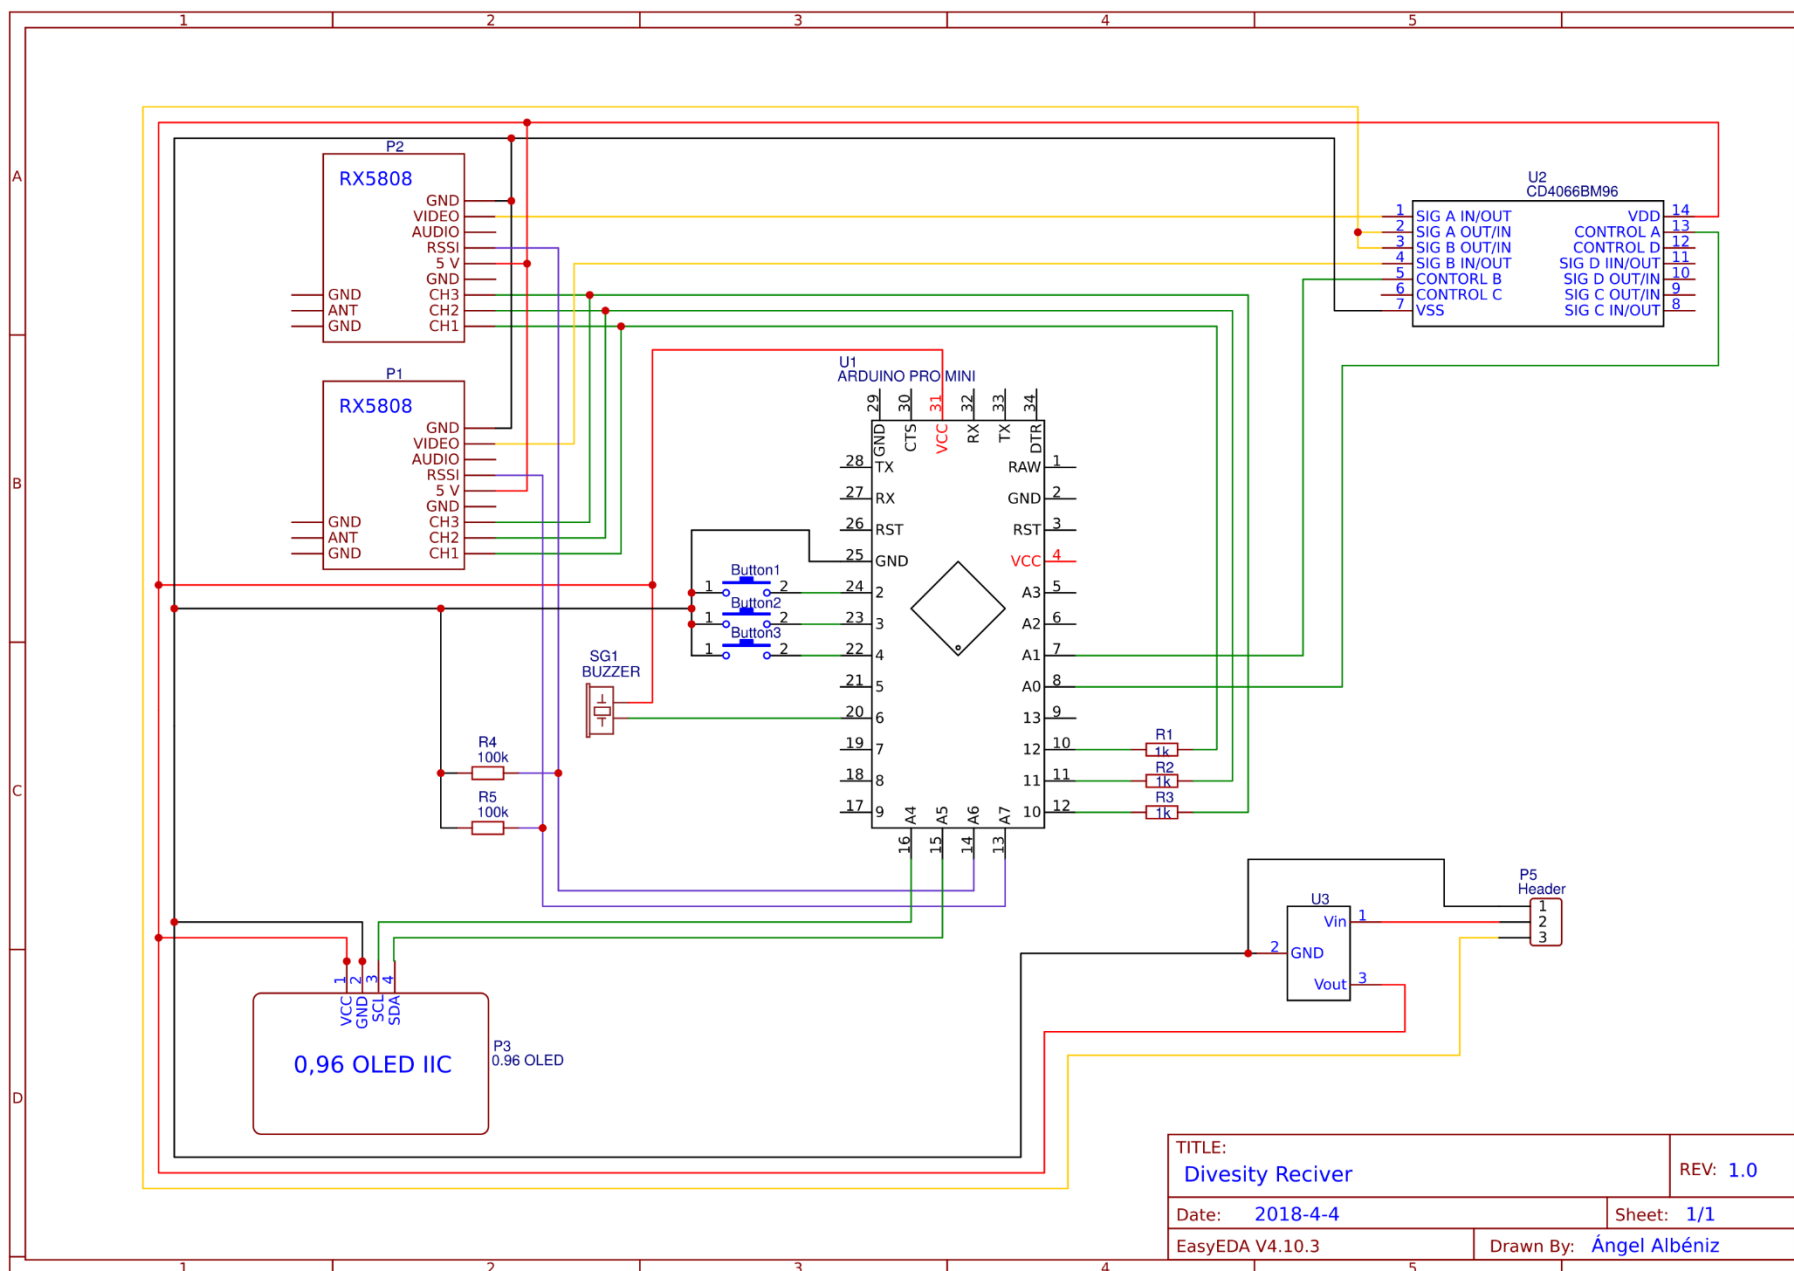 1 2 3 4 5
A
B
C
D
P2
RX5808
GND
VIDEO
AUDIO
RSSI
5 V
GND
CH3
CH2
CH1
GND
ANT
GND
P1
RX5808
GND
VIDEO
AUDIO
RSSI
5 V
GND
CH3
CH2
CH1
GND
ANT
GND
U2
CD4066BM96
1 SIG A IN/OUT
2 SIG A OUT/IN
3 SIG B OUT/IN
4 SIG B IN/OUT
5 CONTORL B
6 CONTROL C
7 VSS
VDD 14
CONTROL A 13
CONTROL D 12
SIG D IIN/OUT 11
SIG D OUT/IN 10
SIG C OUT/IN 9
SIG C IN/OUT 8
U1
ARDUINO PRO MINI
29 GND
30 CTS
31 VCC
32 RX
33 TX
34 DTR
28 TX
27 RX
26 RST
25 GND
24 2
23 3
22 4
21 5
20 6
19 7
18 8
17 9
RAW 1
GND 2
RST 3
VCC 4
A3 5
A2 6
A1 7
A0 8
13 9
12 10
11 11
10 12
A4 16
A5 15
A6 14
A7 13
Button1
1 2
Button2
1 2
Button3
1 2
SG1
BUZZER
R4
100k
R5
100k
R1
1k
R2
1k
R3
1k
1 VCC
2 GND
3 SCL
4 SDA
0,96 OLED IIC
P3
0.96 OLED
U3
Vin 1
2 GND
Vout 3
P5
Header
1
2
3
TITLE:
Divesity Reciver
REV: 1.0
Date: 2018-4-4
Sheet: 1/1
EasyEDA V4.10.3
Drawn By: Ángel Albéniz
1 2 3 4 5